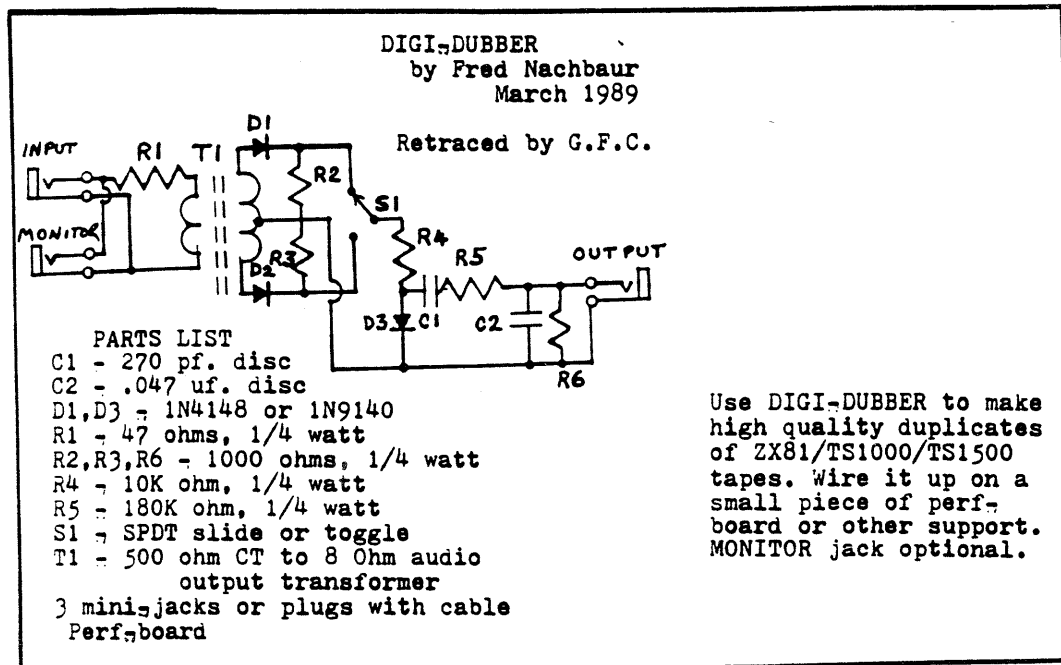 DIGI-DUBBER
by Fred Nachbaur
March 1989
Retraced by G.F.C.
INPUT
R1
T1
D1
R2
S1
MONITOR
R3
D2
R4
R5
OUTPUT
D3
C1
C2
R6
PARTS LIST
C1 - 270 pf. disc
C2 - .047 uf. disc
D1,D3 - 1N4148 or 1N9140
R1 - 47 ohms, 1/4 watt
R2,R3,R6 - 1000 ohms, 1/4 watt
R4 - 10K ohm, 1/4 watt
R5 - 180K ohm, 1/4 watt
S1 - SPDT slide or toggle
T1 - 500 ohm CT to 8 Ohm audio
output transformer
3 mini-jacks or plugs with cable
Perf-board
Use DIGI-DUBBER to make
high quality duplicates
of ZX81/TS1000/TS1500
tapes. Wire it up on a
small piece of perf-
board or other support.
MONITOR jack optional.